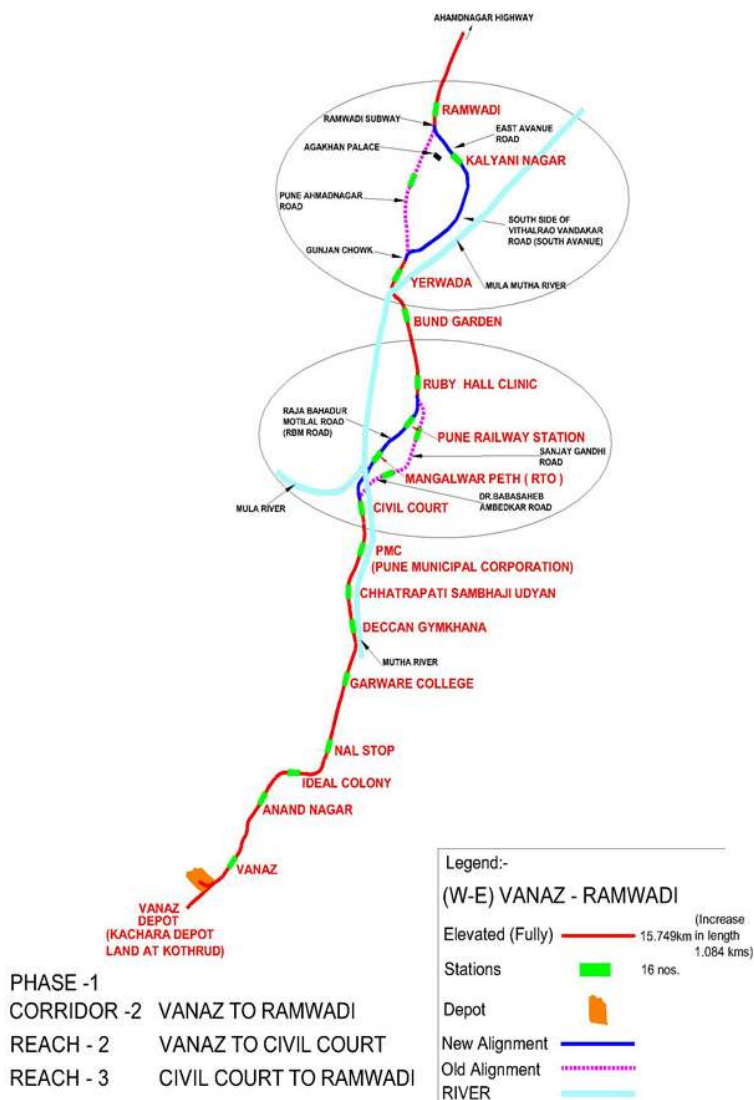 AHAMDNAGAR HIGHWAY
RAMWADI
RAMWADI SUBWAY
EAST AVANUE
ROAD
AGAKHAN PALACE
KALYANI NAGAR
PUNE AHMADNAGAR
ROAD
SOUTH SIDE OF
VITHALRAO VANDAKAR
ROAD (SOUTH AVANUE)
GUNJAN CHOWK
YERWADA
MULA MUTHA RIVER
BUND GARDEN
RUBY HALL CLINIC
RAJA BAHADUR
MOTILAL ROAD
(RBM ROAD)
PUNE RAILWAY STATION
SANJAY GANDHI
ROAD
MANGALWAR PETH ( RTO )
MULA RIVER
DR.BABASAHEB
AMBEDKAR ROAD
CIVIL COURT
PMC
(PUNE MUNICIPAL CORPORATION)
CHHATRAPATI SAMBHAJI UDYAN
DECCAN GYMKHANA
MUTHA RIVER
GARWARE COLLEGE
NAL STOP
IDEAL COLONY
ANAND NAGAR
VANAZ
VANAZ
DEPOT
(KACHARA DEPOT
LAND AT KOTHRUD)
PHASE -1
CORRIDOR -2 VANAZ TO RAMWADI
REACH - 2 VANAZ TO CIVIL COURT
REACH - 3 CIVIL COURT TO RAMWADI
Legend:-
(W-E) VANAZ - RAMWADI
Elevated (Fully) 15.749km (Increase in length 1.084 kms)
Stations 16 nos.
Depot
New Alignment
Old Alignment
RIVER